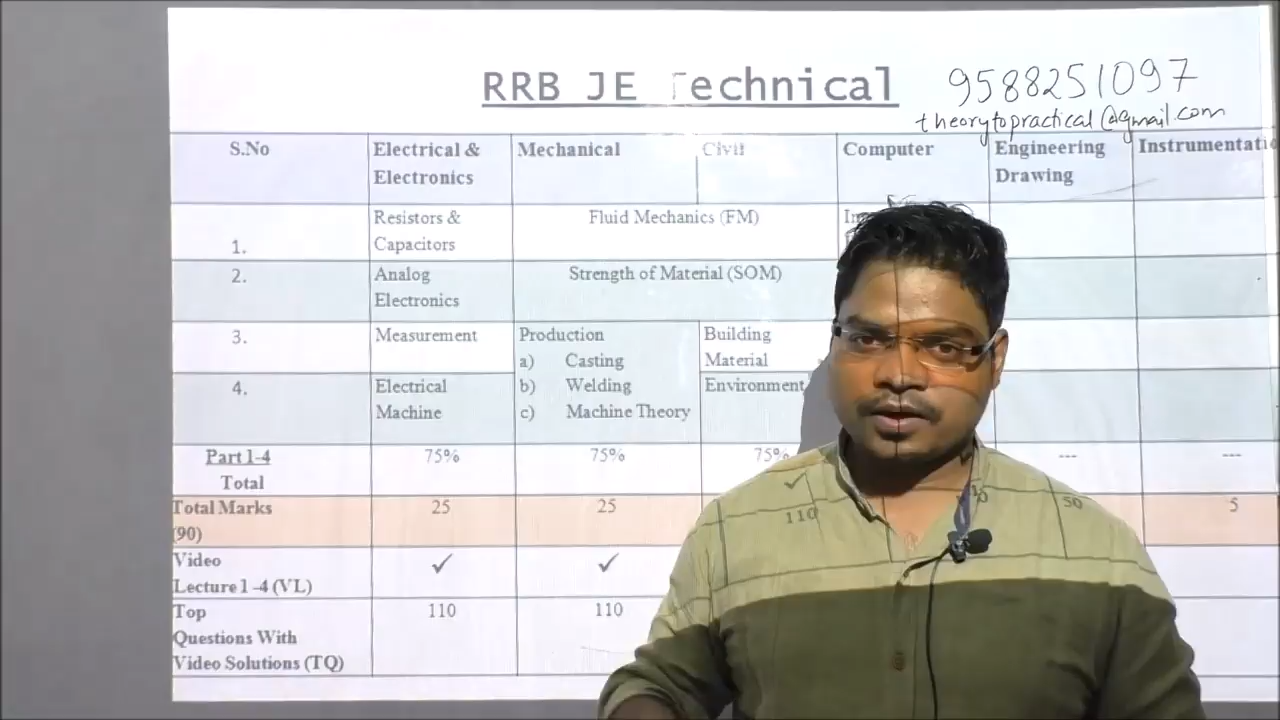 RRB JE Technical
9588251097
theorytopractical@gmail.com
S.No Electrical & Electronics Mechanical Civil Computer Engineering Drawing
1. Resistors & Capacitors Fluid Mechanics (FM)
2. Analog Electronics Strength of Material (SOM)
3. Measurement Production Building Material
a) Casting
4. Electrical Machine b) Welding Environment
c) Machine Theory
Part 1-4 Total 75% 75% 75% --- ---
Total Marks (90) 25 25 5
Video Lecture 1-4 (VL) ✓ ✓ ✓
Top Questions With Video Solutions (TQ) 110 110 110 50